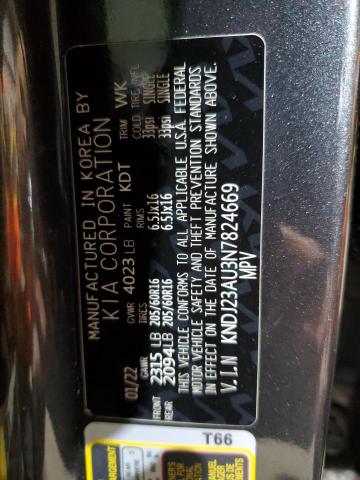 MANUFACTURED IN KOREA BY
KIA CORPORATION
01/22 GVWR 4023 LB PAINT KDT TRIM WK
GAWR TIRES RIMS COLD TIRE INFL
FRONT 2315 LB 205/60R16 6.5JX16 33psi SINGLE
REAR 2094 LB 205/60R16 6.5JX16 33psi SINGLE
THIS VEHICLE CONFORMS TO ALL APPLICABLE U.S.A. FEDERAL
MOTOR VEHICLE SAFETY AND THEFT PREVENTION STANDARDS
IN EFFECT ON THE DATE OF MANUFACTURE SHOWN ABOVE.
V.I.N KNDJ23AU3N7824669
MPV
T66